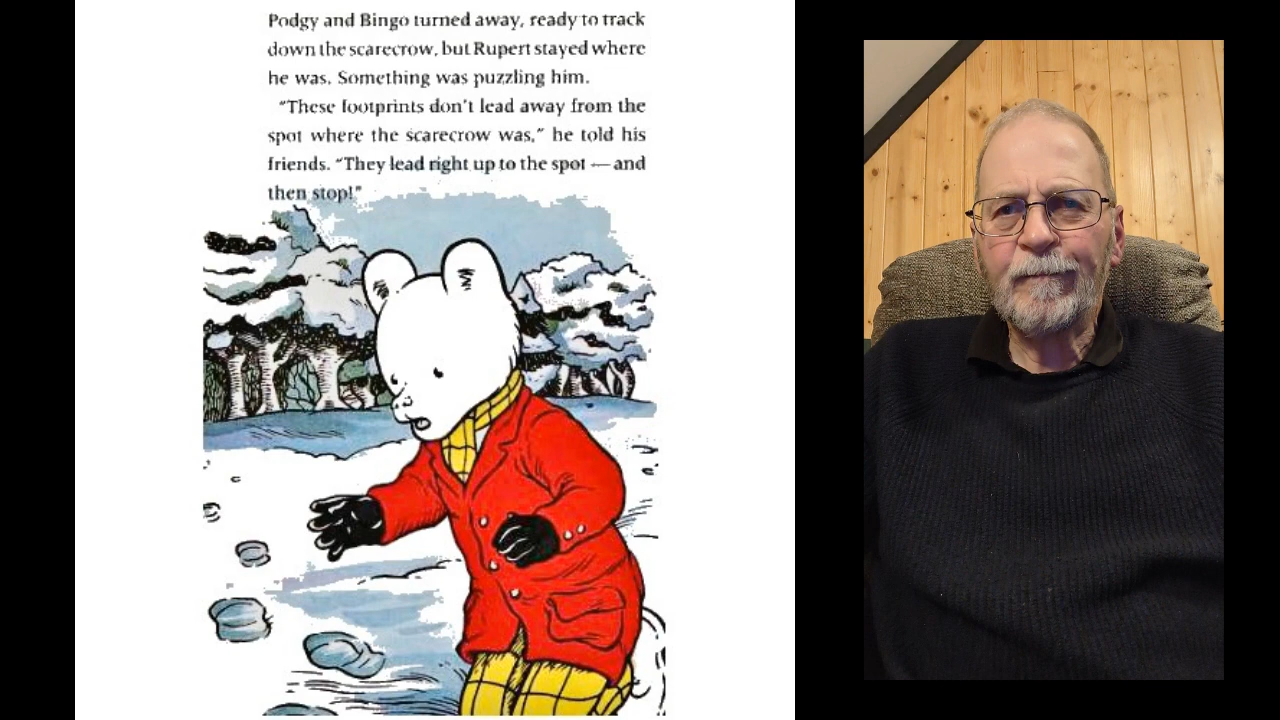 Podgy and Bingo turned away, ready to track
down the scarecrow, but Rupert stayed where
he was. Something was puzzling him.
"These footprints don't lead away from the
spot where the scarecrow was," he told his
friends. "They lead right up to the spot — and
then stop!"